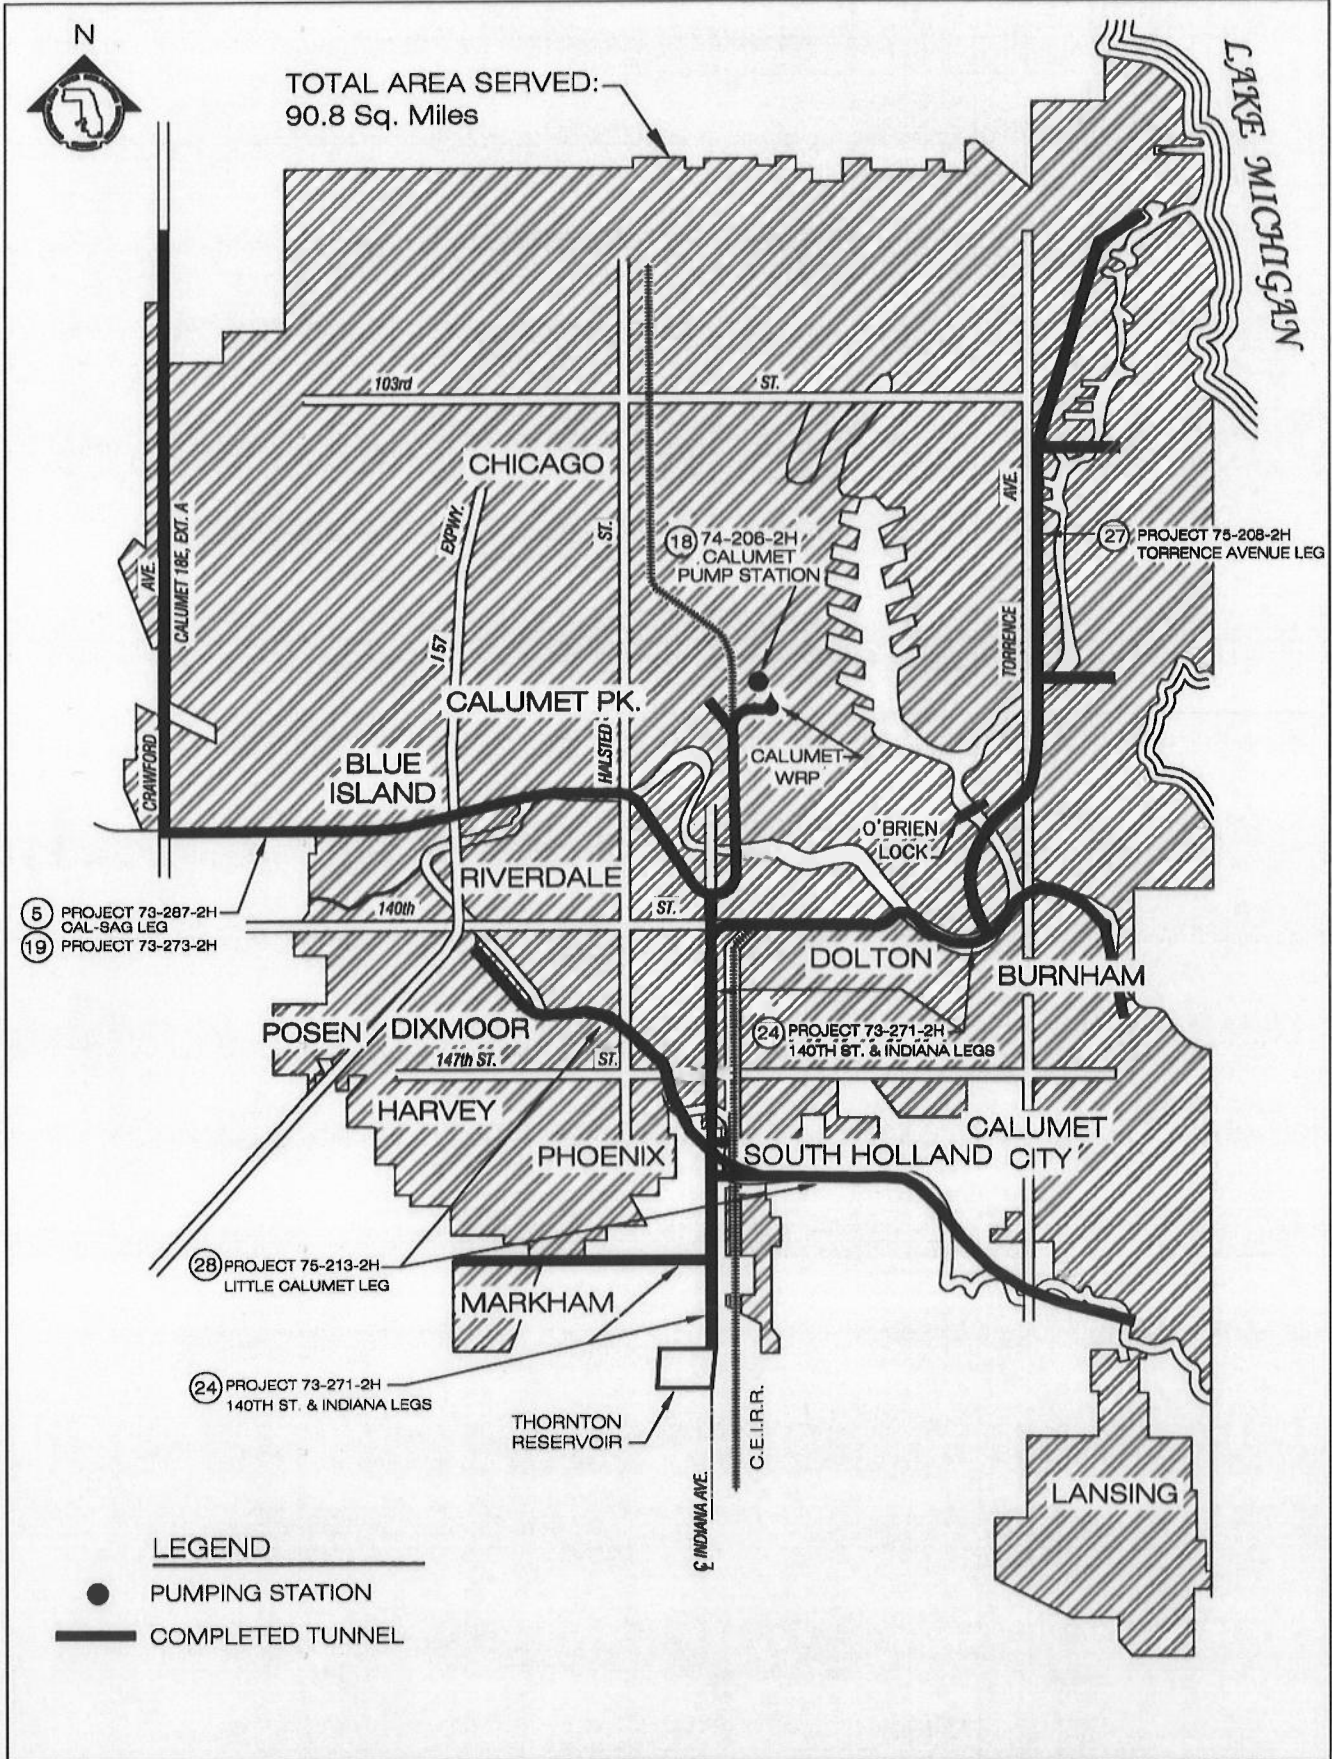 N
TOTAL AREA SERVED:
90.8 Sq. Miles
LAKE MICHIGAN
103rd
ST.
CHICAGO
EXPWY.
ST.
AVE.
18 74-206-2H
CALUMET
PUMP STATION
27 PROJECT 75-208-2H
TORRENCE AVENUE LEG
AVE.
CALUMET 18E, EXT. A
I 57
TORRENCE
CALUMET PK.
HALSTED
CALUMET
WRP
CRAWFORD
BLUE
ISLAND
O'BRIEN
LOCK
RIVERDALE
5 PROJECT 73-287-2H
CAL-SAG LEG
19 PROJECT 73-273-2H
140th
ST.
DOLTON
BURNHAM
POSEN
DIXMOOR
24 PROJECT 73-271-2H
140TH ST. & INDIANA LEGS
147th ST.
ST.
HARVEY
PHOENIX
SOUTH HOLLAND
CALUMET
CITY
28 PROJECT 75-213-2H
LITTLE CALUMET LEG
MARKHAM
24 PROJECT 73-271-2H
140TH ST. & INDIANA LEGS
THORNTON
RESERVOIR
C.E.I.R.R.
℄ INDIANA AVE.
LANSING
LEGEND
PUMPING STATION
COMPLETED TUNNEL